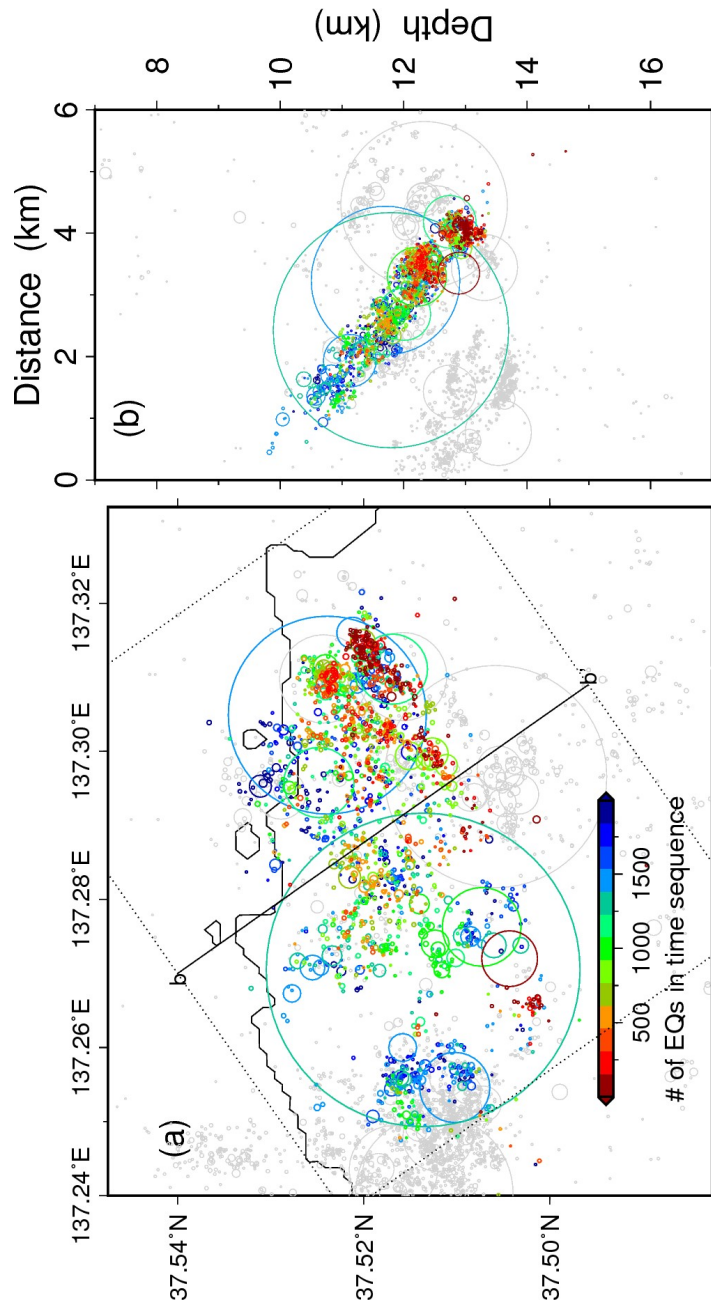 (a)
137.24°E
137.26°E
137.28°E
137.30°E
137.32°E
37.54°N
37.52°N
37.50°N
b
b'
500
1000
1500
# of EQs in time sequence
(b)
Distance (km)
0
2
4
6
8
10
12
14
16
Depth (km)